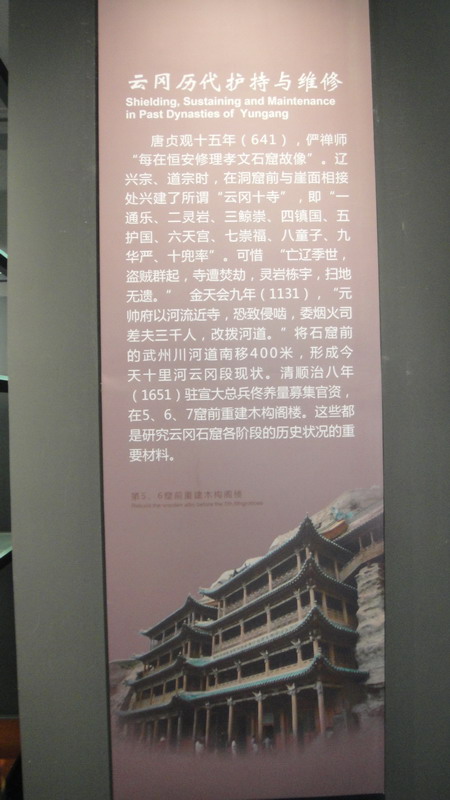 云冈历代护持与维修
Shielding, Sustaining and Maintenance
in Past Dynasties of Yungang
唐贞观十五年（641），俨禅师
“每在恒安修理孝文石窟故像”。辽
兴宗、道宗时，在洞窟前与崖面相接
处兴建了所谓“云冈十寺”，即“一
通乐、二灵岩、三鲸崇、四镇国、五
护国、六天宫、七崇福、八童子、九
华严、十兜率”。可惜 “亡辽季世，
盗贼群起，寺遭焚劫，灵岩栋宇，扫地
无遗。” 金天会九年（1131），“元
帅府以河流近寺，恐致侵啮，委烟火司
差夫三千人，改拨河道。”将石窟前
的武州川河道南移400米，形成今
天十里河云冈段现状。清顺治八年
（1651）驻宣大总兵佟养量募集官资，
在5、6、7窟前重建木构阁楼。这些都
是研究云冈石窟各阶段的历史状况的重
要材料。
第5、6窟前重建木构阁楼